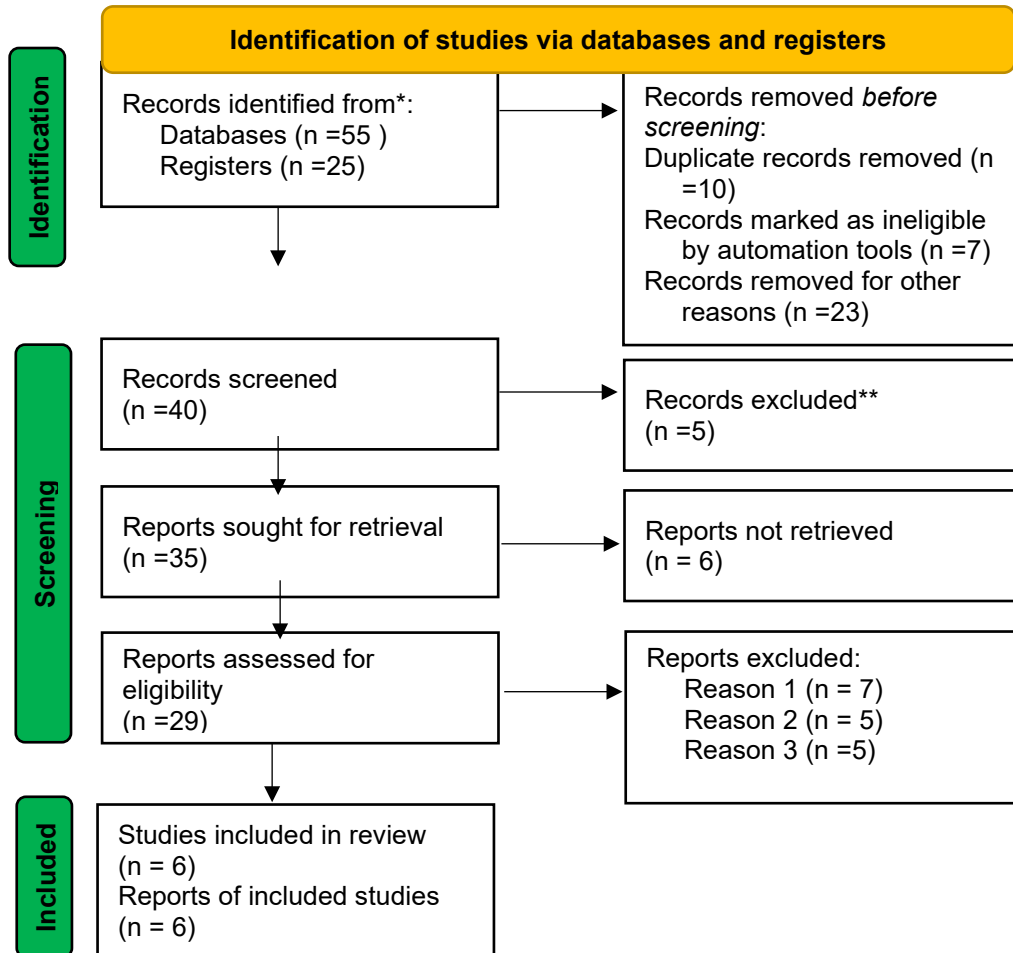 Identification of studies via databases and registers
Identification
Records identified from*:
Databases (n =55 )
Registers (n =25)
Records removed before
screening:
Duplicate records removed (n
=10)
Records marked as ineligible
by automation tools (n =7)
Records removed for other
reasons (n =23)
Screening
Records screened
(n =40)
Records excluded**
(n =5)
Reports sought for retrieval
(n =35)
Reports not retrieved
(n = 6)
Reports assessed for
eligibility
(n =29)
Reports excluded:
Reason 1 (n = 7)
Reason 2 (n = 5)
Reason 3 (n =5)
Included
Studies included in review
(n = 6)
Reports of included studies
(n = 6)